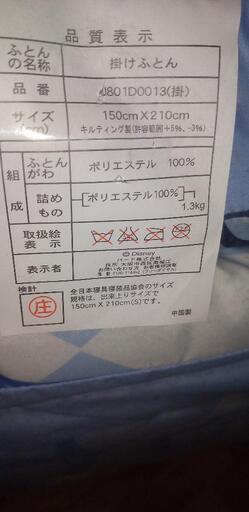 品質表示
ふとんの名称 掛けふとん
品番 J801D0013(掛)
サイズ 150cm×210cm
キルティング製(許容範囲+5%、-3%)
組成 ふとんがわ ポリエステル 100%
詰めもの ポリエステル100% 1.3kg
取扱絵表示
表示者 © Disney
検針 庄
全日本寝具寝装品協会のサイズ
規格は、出来上りサイズで
150cm×210cm(S)です。
中国製